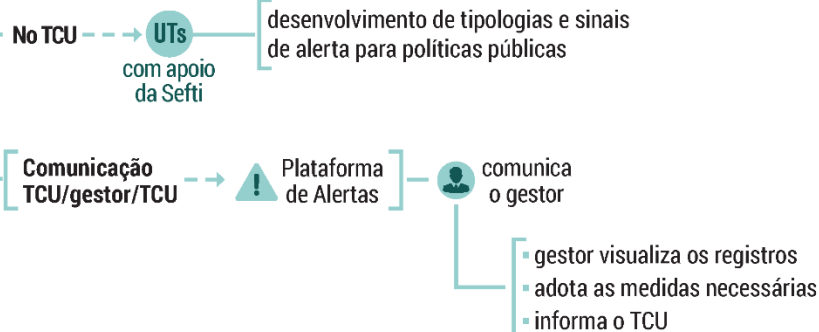 No TCU
UTs
com apoio
da Sefti
desenvolvimento de tipologias e sinais
de alerta para políticas públicas
Comunicação
TCU/gestor/TCU
!
Plataforma
de Alertas
comunica
o gestor
▪ gestor visualiza os registros
▪ adota as medidas necessárias
▪ informa o TCU